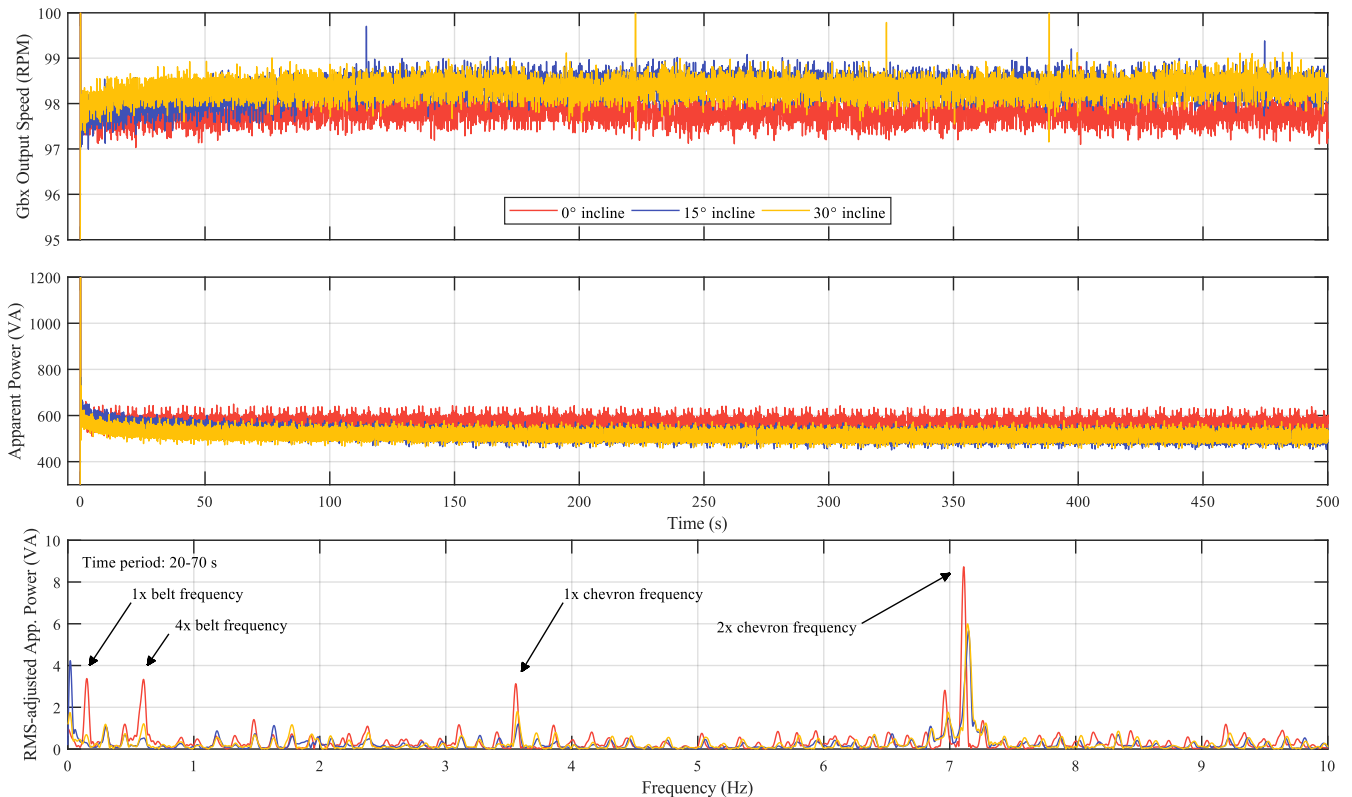 Gbx Output Speed (RPM)
100
99
98
97
96
95
0° incline 15° incline 30° incline
Apparent Power (VA)
1200
1000
800
600
400
0 50 100 150 200 250 300 350 400 450 500
Time (s)
RMS-adjusted App. Power (VA)
10
8
6
4
2
0
Time period: 20-70 s
1x belt frequency
4x belt frequency
1x chevron frequency
2x chevron frequency
0 1 2 3 4 5 6 7 8 9 10
Frequency (Hz)